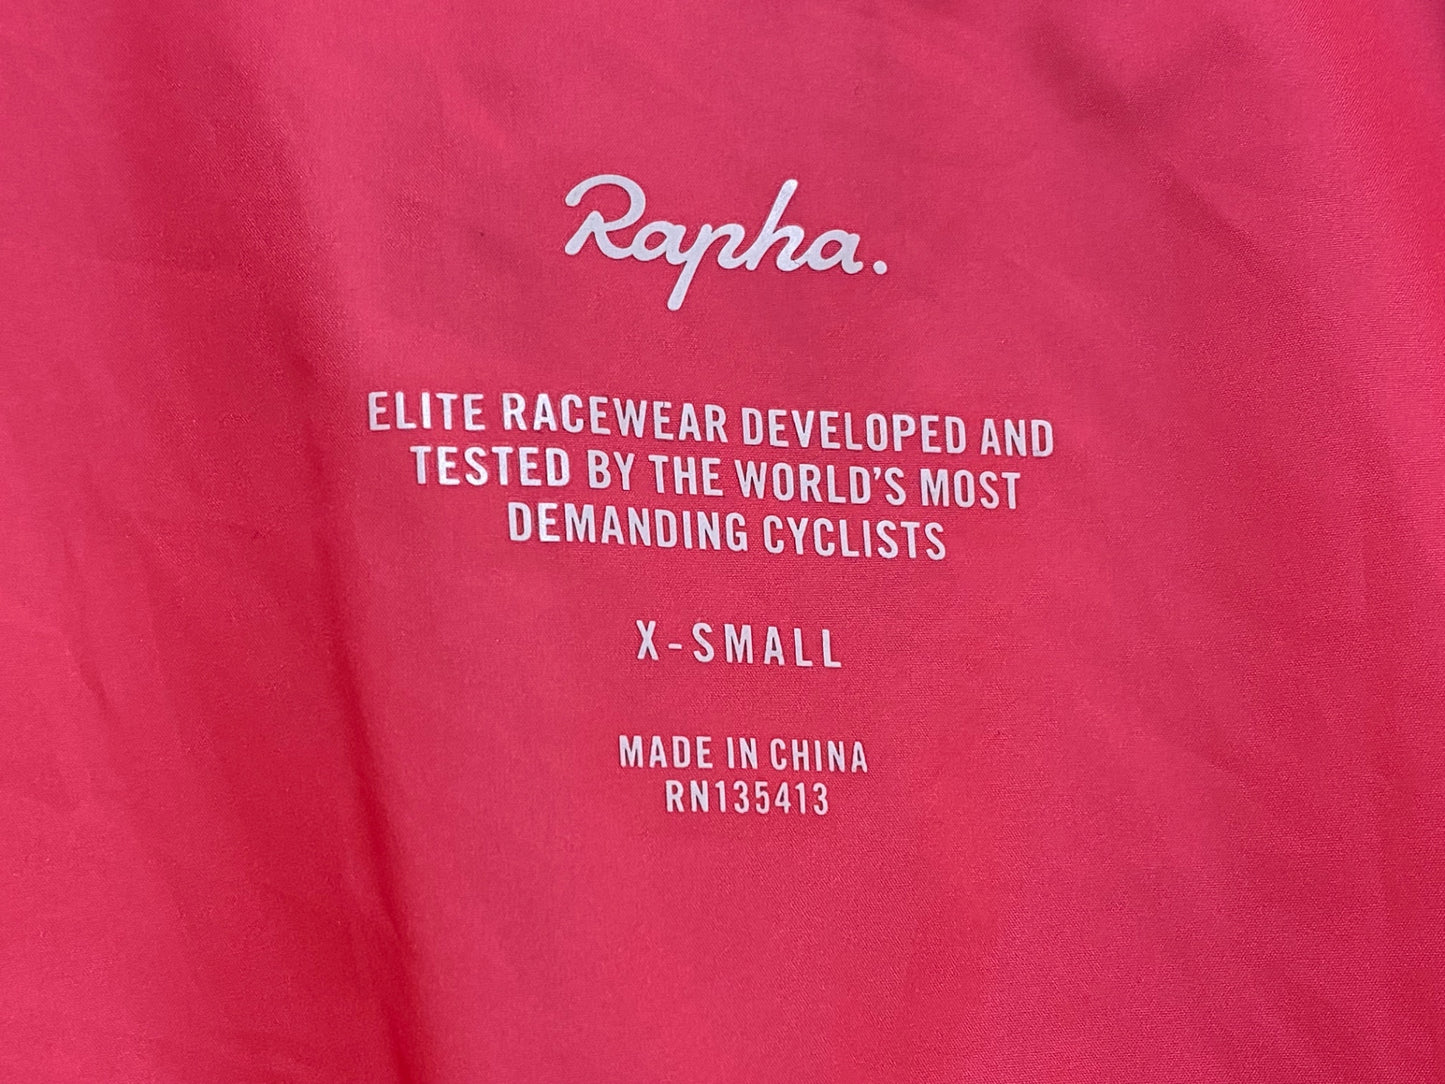 Rapha.
ELITE RACEWEAR DEVELOPED AND
TESTED BY THE WORLD'S MOST
DEMANDING CYCLISTS
X-SMALL
MADE IN CHINA
RN135413